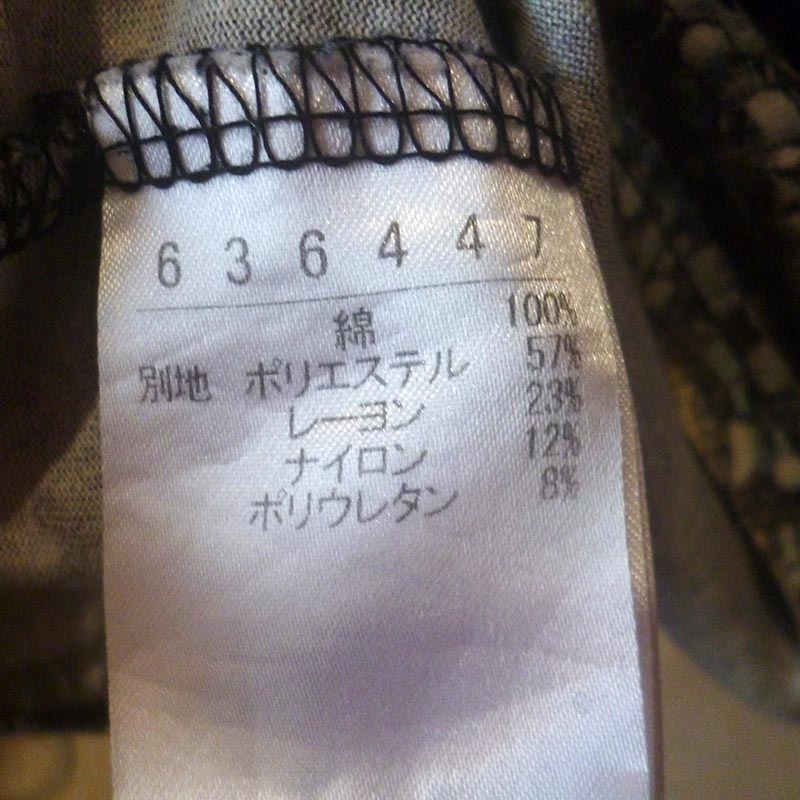 636447
綿 100%
別地 ポリエステル 57%
レーヨン 23%
ナイロン 12%
ポリウレタン 8%